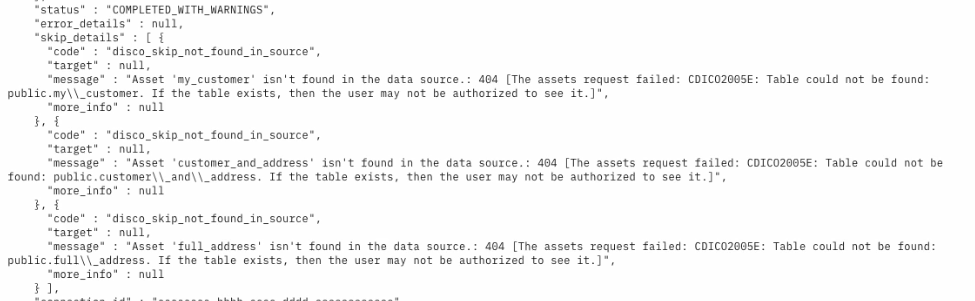 "status" : "COMPLETED_WITH_WARNINGS",
"error_details" : null,
"skip_details" : [ {
"code" : "disco_skip_not_found_in_source",
"target" : null,
"message" : "Asset 'my_customer' isn't found in the data source.: 404 [The assets request failed: CDICO2005E: Table could not be found:
public.my\\_customer. If the table exists, then the user may not be authorized to see it.]",
"more_info" : null
}, {
"code" : "disco_skip_not_found_in_source",
"target" : null,
"message" : "Asset 'customer_and_address' isn't found in the data source.: 404 [The assets request failed: CDICO2005E: Table could not be
found: public.customer\\_and\\_address. If the table exists, then the user may not be authorized to see it.]",
"more_info" : null
}, {
"code" : "disco_skip_not_found_in_source",
"target" : null,
"message" : "Asset 'full_address' isn't found in the data source.: 404 [The assets request failed: CDICO2005E: Table could not be found:
public.full\\_address. If the table exists, then the user may not be authorized to see it.]",
"more_info" : null
} ],